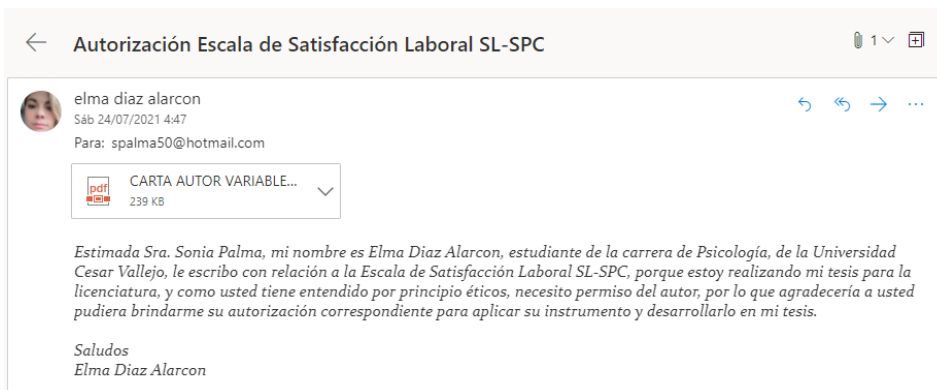 Autorización Escala de Satisfacción Laboral SL-SPC
1
elma diaz alarcon
Sáb 24/07/2021 4:47
Para: spalma50@hotmail.com
pdf
CARTA AUTOR VARIABLE...
239 KB
Estimada Sra. Sonia Palma, mi nombre es Elma Diaz Alarcon, estudiante de la carrera de Psicología, de la Universidad
Cesar Vallejo, le escribo con relación a la Escala de Satisfacción Laboral SL-SPC, porque estoy realizando mi tesis para la
licenciatura, y como usted tiene entendido por principio éticos, necesito permiso del autor, por lo que agradecería a usted
pudiera brindarme su autorización correspondiente para aplicar su instrumento y desarrollarlo en mi tesis.
Saludos
Elma Diaz Alarcon